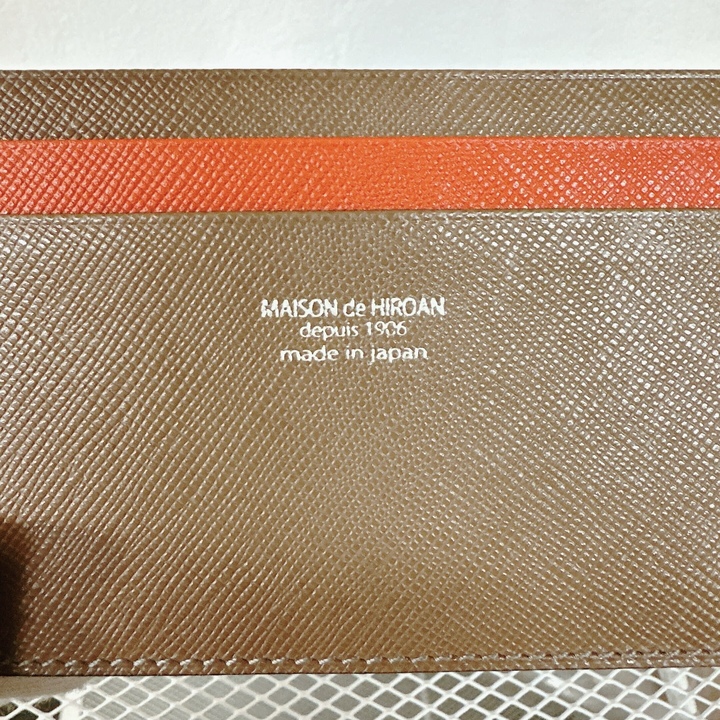 MAISON de HIROAN
depuis 1906
made in japan